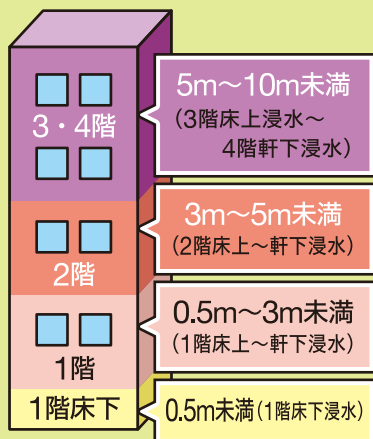 3・4階
5m～10m未満
(3階床上浸水～
4階軒下浸水)
2階
3m～5m未満
(2階床上～軒下浸水)
1階
0.5m～3m未満
(1階床上～軒下浸水)
1階床下
0.5m未満(1階床下浸水)